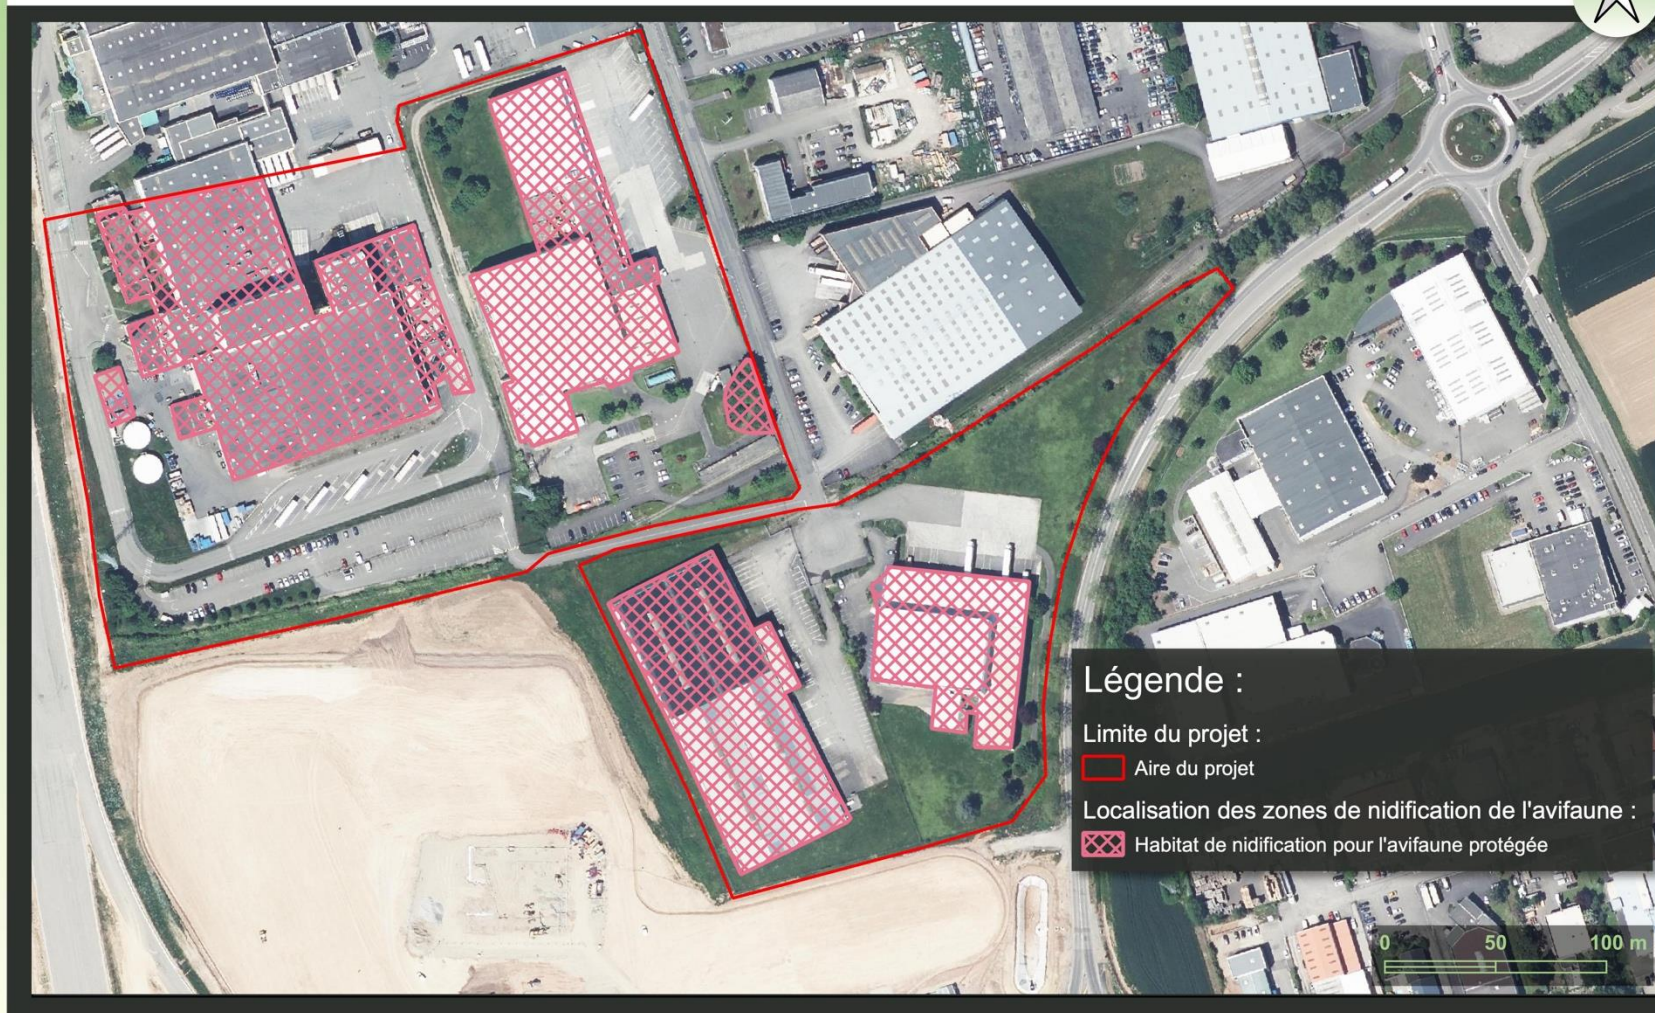 Légende :
Limite du projet :
Aire du projet
Localisation des zones de nidification de l'avifaune :
Habitat de nidification pour l'avifaune protégée
0 50 100 m